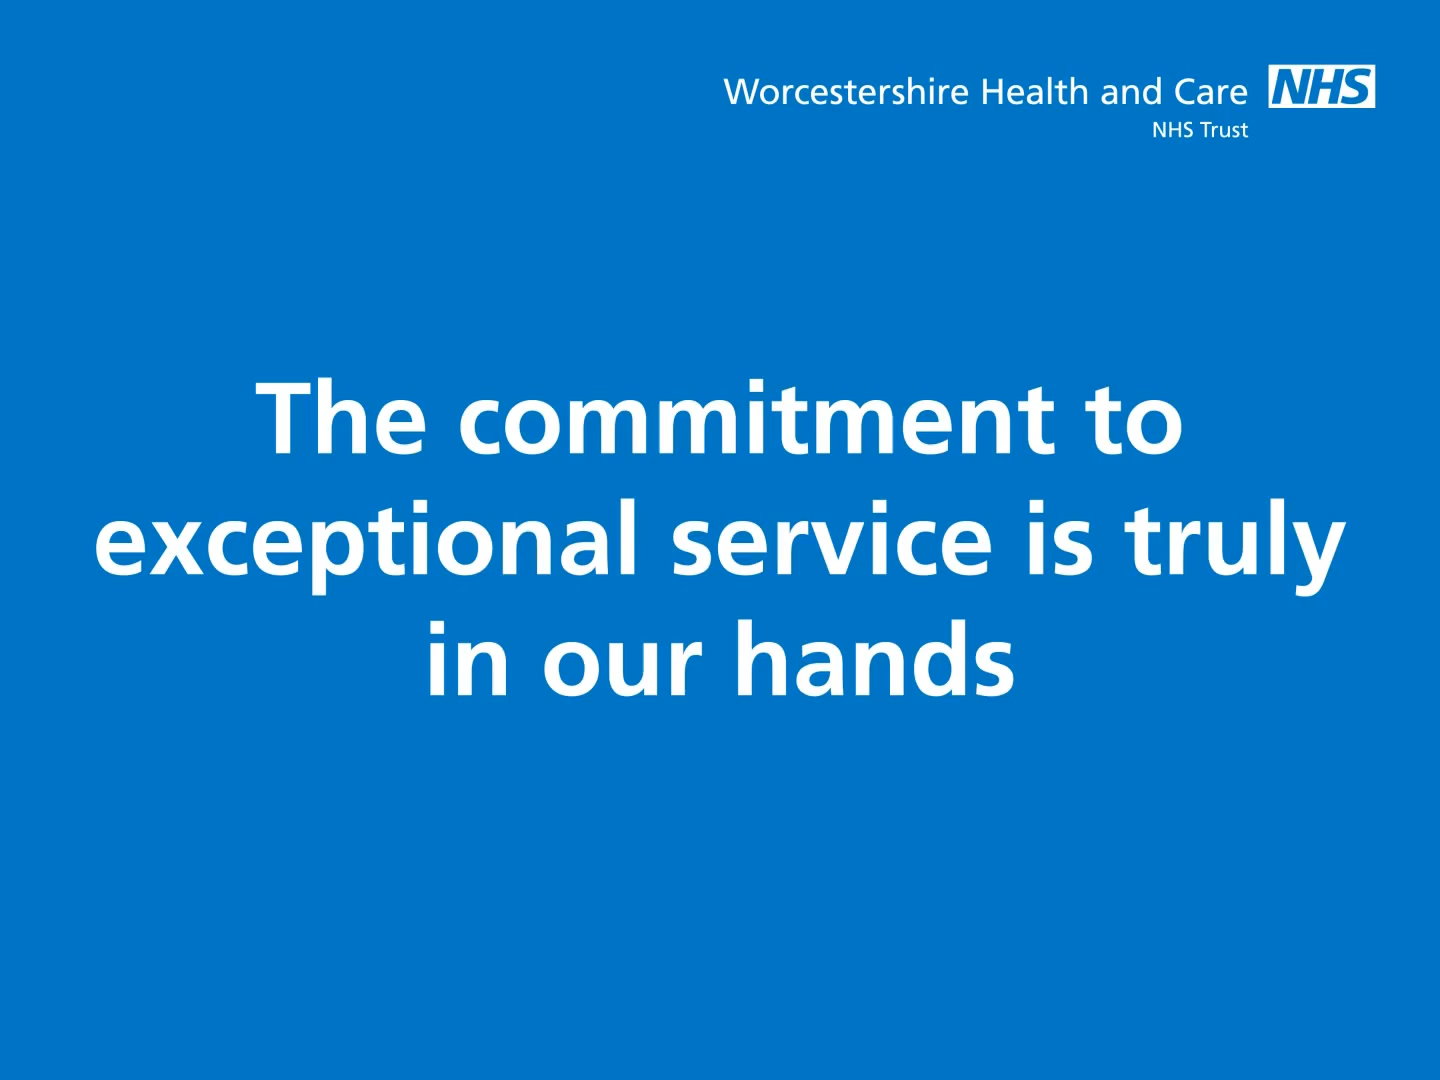 Worcestershire Health and Care NHS
NHS Trust
The commitment to
exceptional service is truly
in our hands